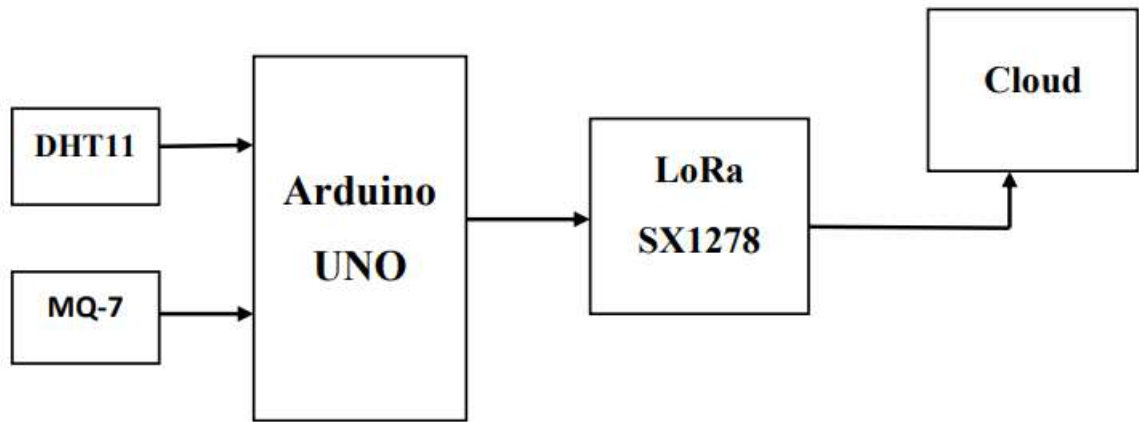 DHT11
MQ-7
Arduino
UNO
LoRa
SX1278
Cloud